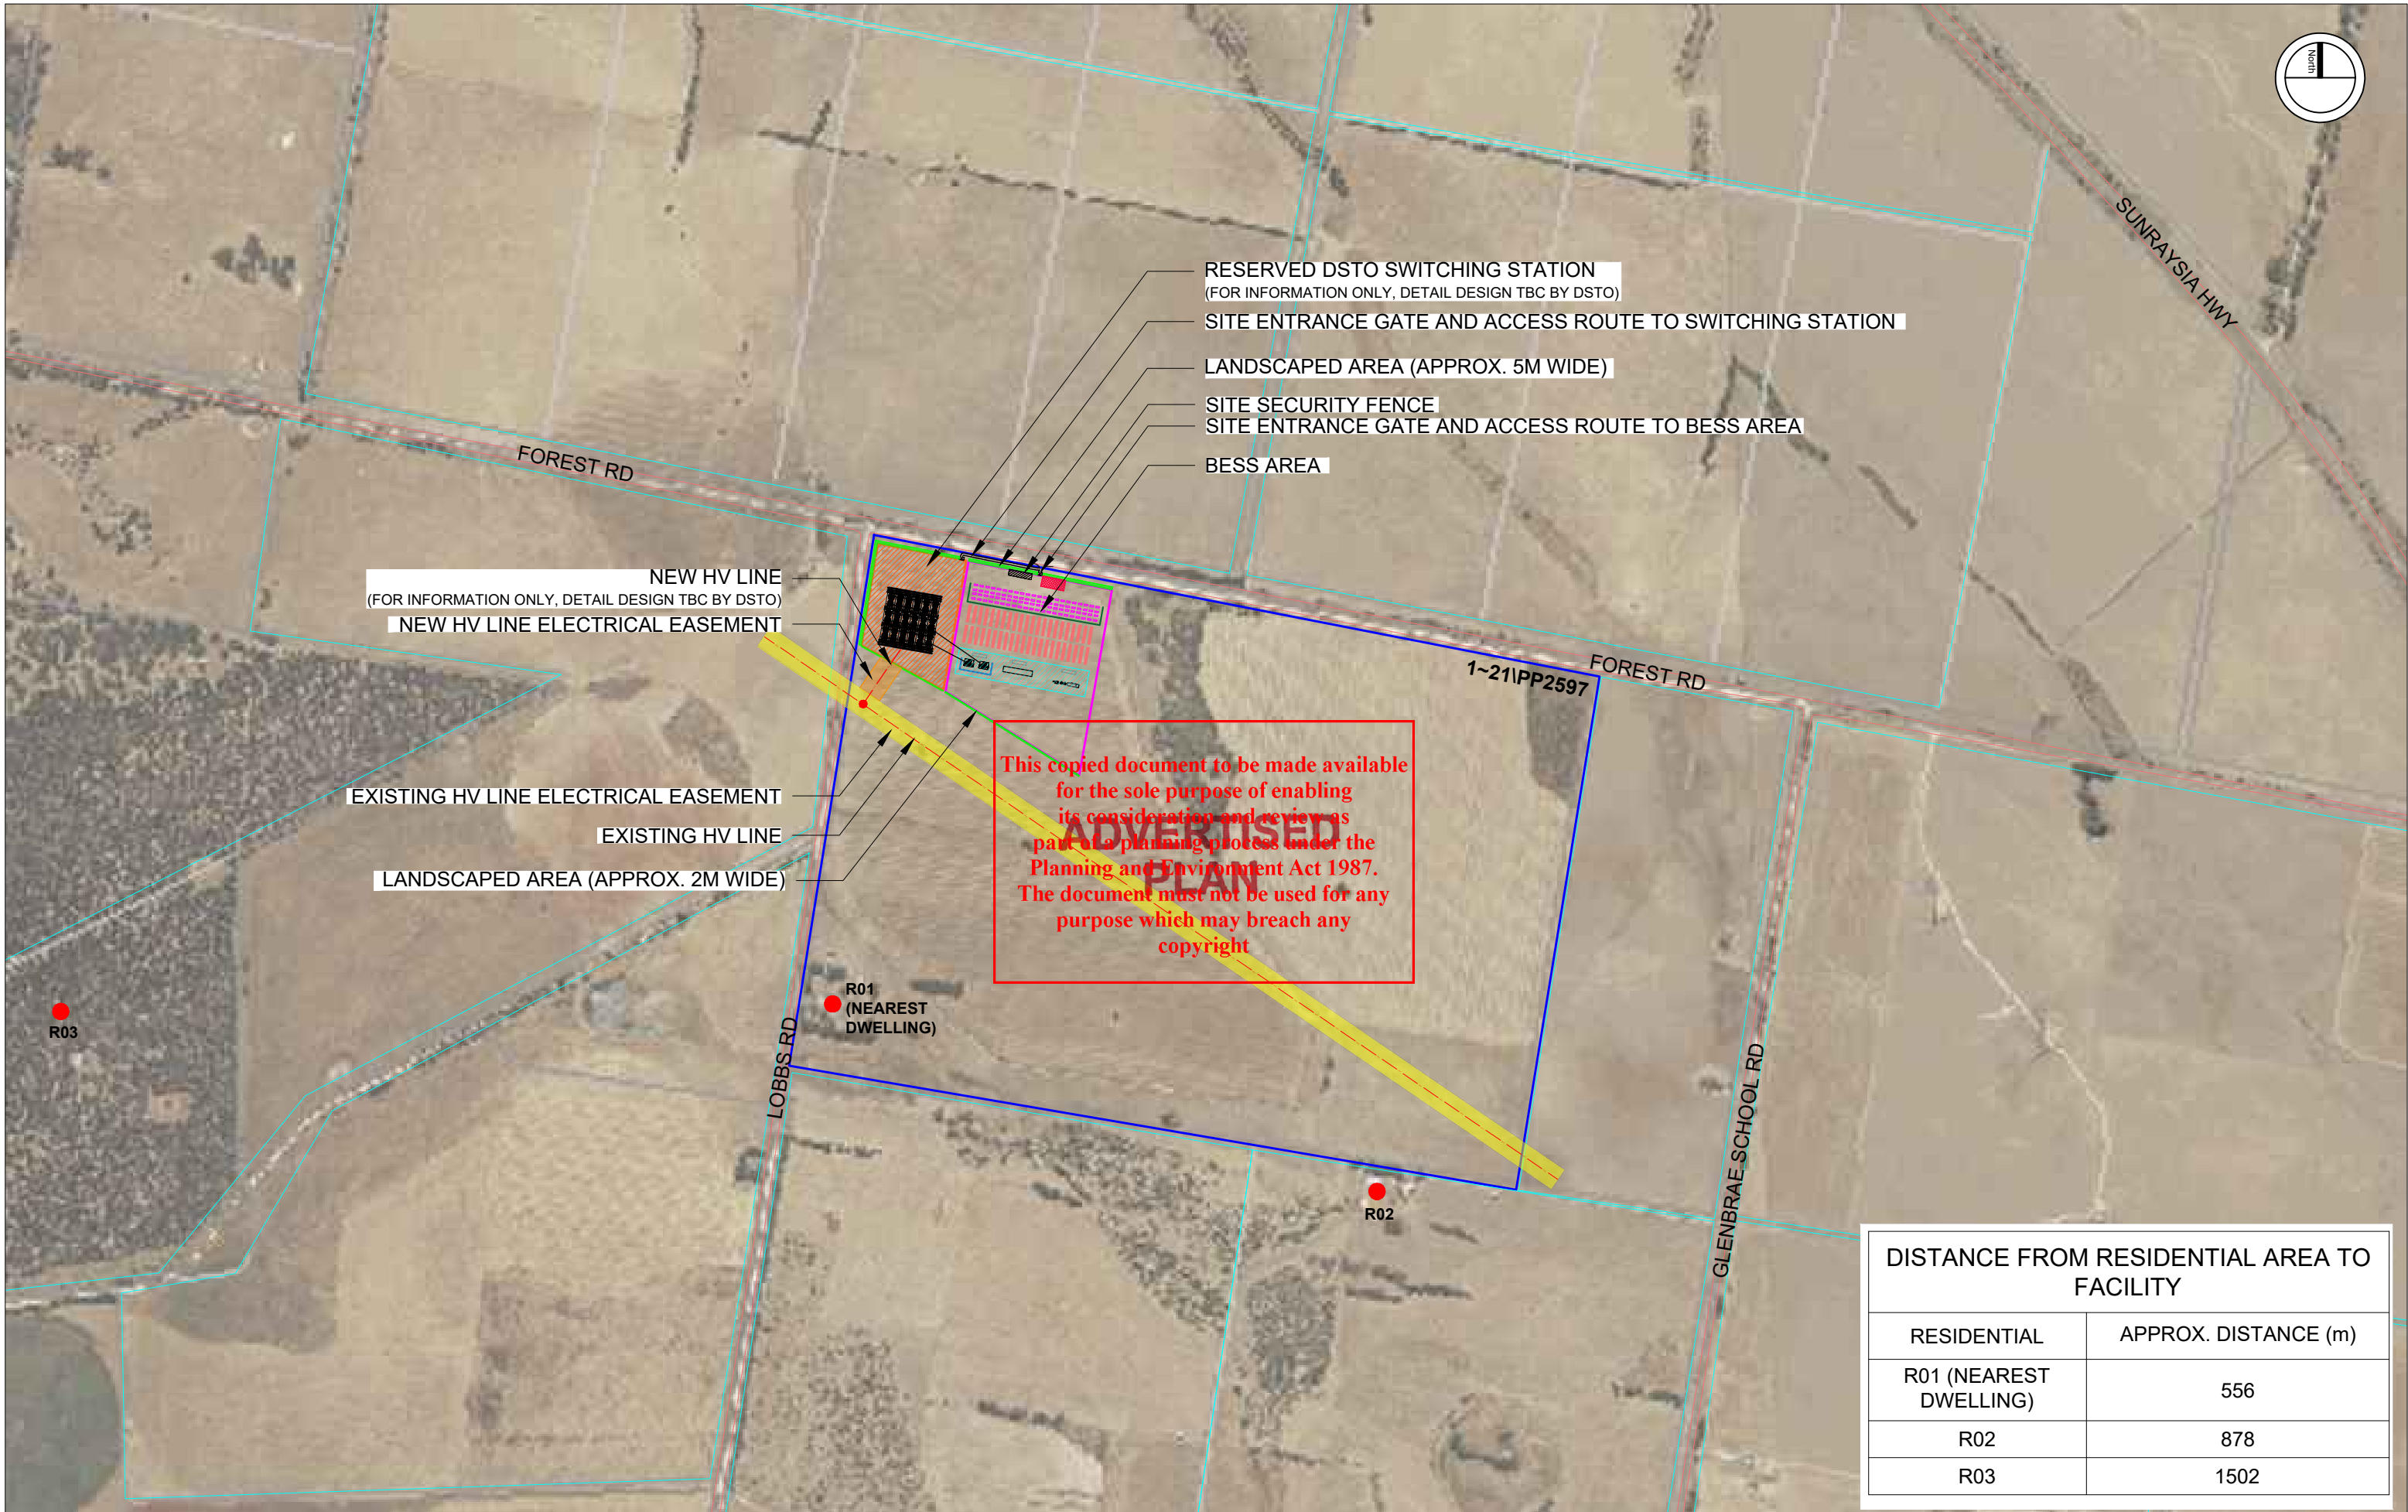 North
SUNRAYSIA HWY
RESERVED DSTO SWITCHING STATION
(FOR INFORMATION ONLY, DETAIL DESIGN TBC BY DSTO)
SITE ENTRANCE GATE AND ACCESS ROUTE TO SWITCHING STATION
LANDSCAPED AREA (APPROX. 5M WIDE)
SITE SECURITY FENCE
SITE ENTRANCE GATE AND ACCESS ROUTE TO BESS AREA
BESS AREA
FOREST RD
NEW HV LINE
(FOR INFORMATION ONLY, DETAIL DESIGN TBC BY DSTO)
NEW HV LINE ELECTRICAL EASEMENT
1~21\PP2597
FOREST RD
EXISTING HV LINE ELECTRICAL EASEMENT
EXISTING HV LINE
LANDSCAPED AREA (APPROX. 2M WIDE)
This copied document to be made available
for the sole purpose of enabling
its consideration and review as
part of a planning process under the
Planning and Environment Act 1987.
The document must not be used for any
purpose which may breach any
copyright
ADVERTISED
PLAN
R01
(NEAREST
DWELLING)
R03
LOBBS RD
R02
GLENBRAE SCHOOL RD
DISTANCE FROM RESIDENTIAL AREA TO
FACILITY
RESIDENTIAL
APPROX. DISTANCE (m)
R01 (NEAREST
DWELLING)
556
R02
878
R03
1502